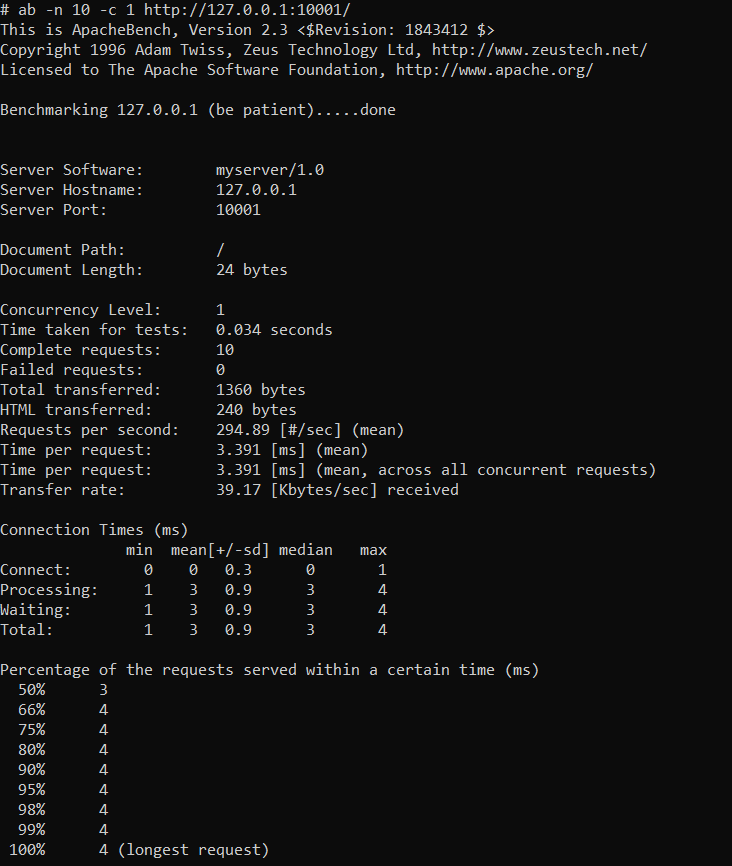 # ab -n 10 -c 1 http://127.0.0.1:10001/
This is ApacheBench, Version 2.3 <$Revision: 1843412 $>
Copyright 1996 Adam Twiss, Zeus Technology Ltd, http://www.zeustech.net/
Licensed to The Apache Software Foundation, http://www.apache.org/

Benchmarking 127.0.0.1 (be patient).....done


Server Software:        myserver/1.0
Server Hostname:        127.0.0.1
Server Port:            10001

Document Path:          /
Document Length:        24 bytes

Concurrency Level:      1
Time taken for tests:   0.034 seconds
Complete requests:      10
Failed requests:        0
Total transferred:      1360 bytes
HTML transferred:       240 bytes
Requests per second:    294.89 [#/sec] (mean)
Time per request:       3.391 [ms] (mean)
Time per request:       3.391 [ms] (mean, across all concurrent requests)
Transfer rate:          39.17 [Kbytes/sec] received

Connection Times (ms)
              min  mean[+/-sd] median   max
Connect:        0    0   0.3      0       1
Processing:     1    3   0.9      3       4
Waiting:        1    3   0.9      3       4
Total:          1    3   0.9      3       4

Percentage of the requests served within a certain time (ms)
  50%      3
  66%      4
  75%      4
  80%      4
  90%      4
  95%      4
  98%      4
  99%      4
 100%      4 (longest request)